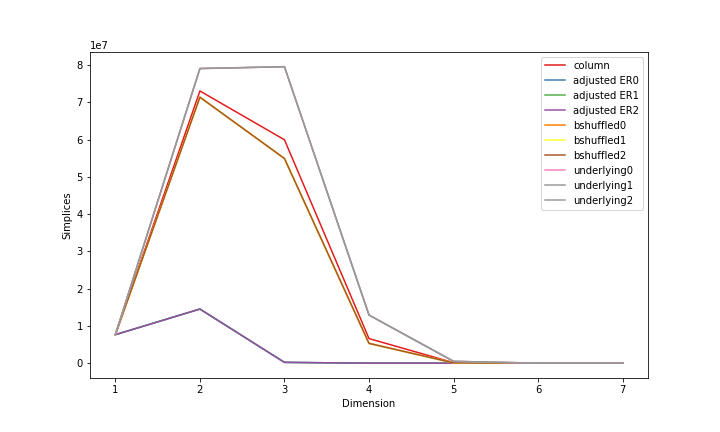 1e7
8
7
6
5
4
3
2
1
0
Simplices
1 2 3 4 5 6 7
Dimension
column
adjusted ER0
adjusted ER1
adjusted ER2
bshuffled0
bshuffled1
bshuffled2
underlying0
underlying1
underlying2